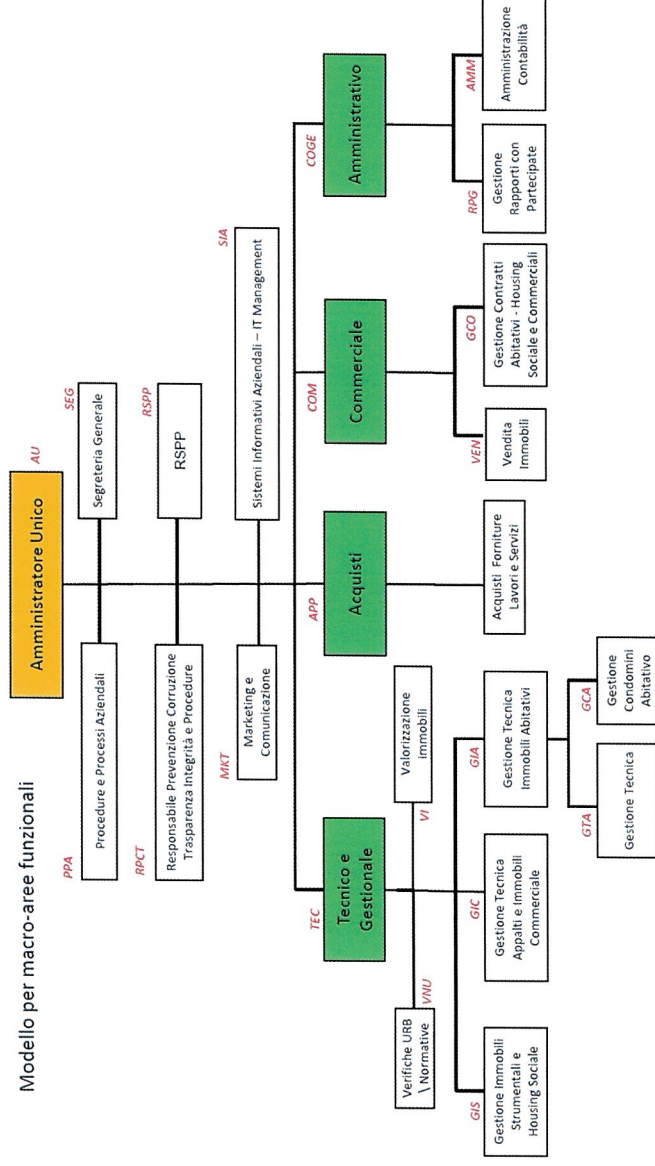 Modello per macro-aree funzionali
Amministratore Unico
AU
PPA
Procedure e Processi Aziendali
SEG
Segreteria Generale
RPCT
Responsabile Prevenzione Corruzione
Trasparenza Integrità e Procedure
RSPP
RSPP
MKT
Marketing e
Comunicazione
SIA
Sistemi Informativi Aziendali – IT Management
TEC
Tecnico e
Gestionale
APP
Acquisti
COM
Commerciale
COGE
Amministrativo
Verifiche URB
\ Normative
VNU
Valorizzazione
immobili
VI
GIS
Gestione Immobili
Strumentali e
Housing Sociale
GIC
Gestione Tecnica
Appalti e Immobili
Commerciale
GIA
Gestione Tecnica
Immobili Abitativi
GTA
Gestione Tecnica
GCA
Gestione
Condomini
Abitativo
Acquisti Forniture
Lavori e Servizi
VEN
Vendita
Immobili
GCO
Gestione Contratti
Abitativi - Housing
Sociale e Commerciali
RPG
Gestione
Rapporti con
Partecipate
AMM
Amministrazione
Contabilità